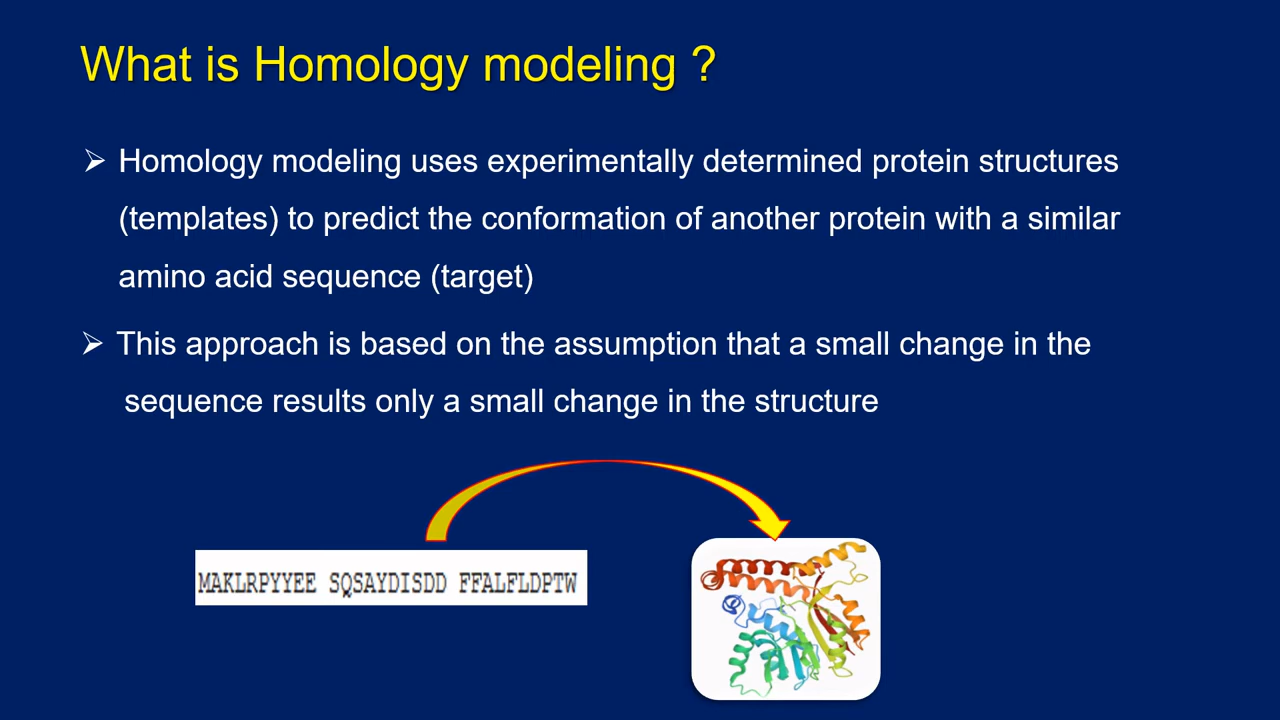 What is Homology modeling ?
➢ Homology modeling uses experimentally determined protein structures
(templates) to predict the conformation of another protein with a similar
amino acid sequence (target)
➢ This approach is based on the assumption that a small change in the
sequence results only a small change in the structure
MAKLRPYYEE SQSAYDISDD FFALFLDPTW